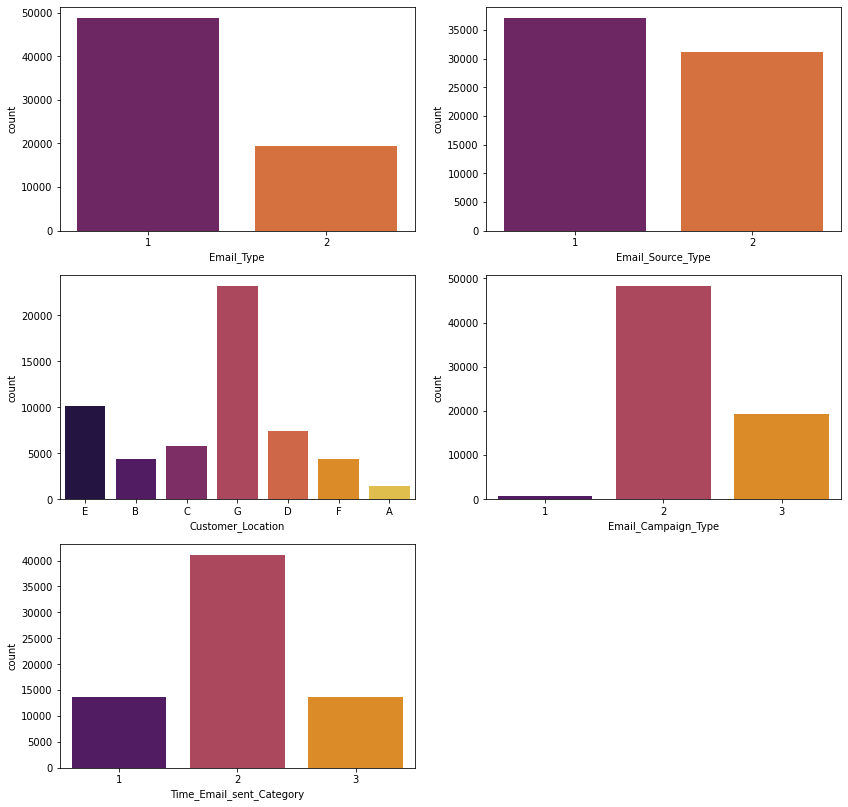 50000
40000
30000
20000
10000
0
count
1 2
Email_Type
35000
30000
25000
20000
15000
10000
5000
0
count
1 2
Email_Source_Type
20000
15000
10000
5000
0
count
E B C G D F A
Customer_Location
50000
40000
30000
20000
10000
0
count
1 2 3
Email_Campaign_Type
40000
35000
30000
25000
20000
15000
10000
5000
0
count
1 2 3
Time_Email_sent_Category